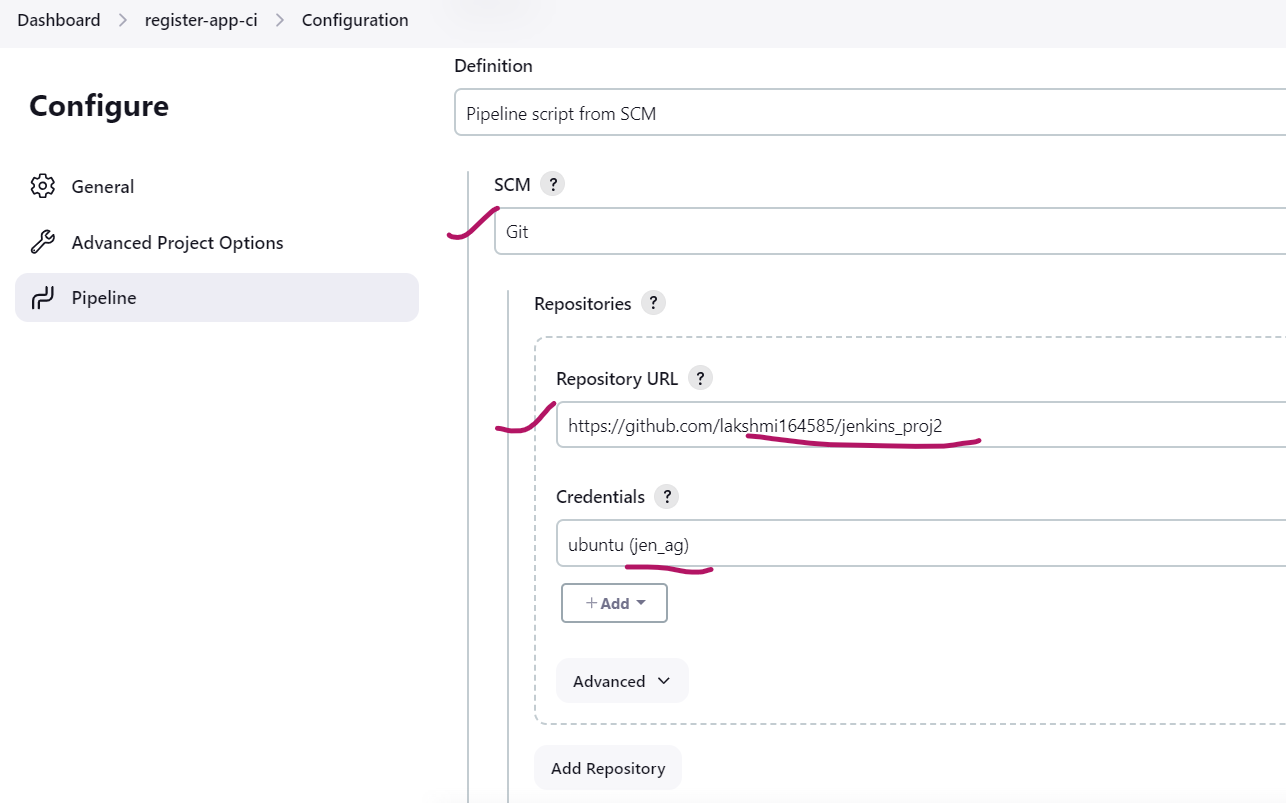 Dashboard > register-app-ci > Configuration
Configure
General
Advanced Project Options
Pipeline
Definition
Pipeline script from SCM
SCM ?
Git
Repositories ?
Repository URL ?
https://github.com/lakshmi164585/jenkins_proj2
Credentials ?
ubuntu (jen_ag)
+ Add
Advanced
Add Repository